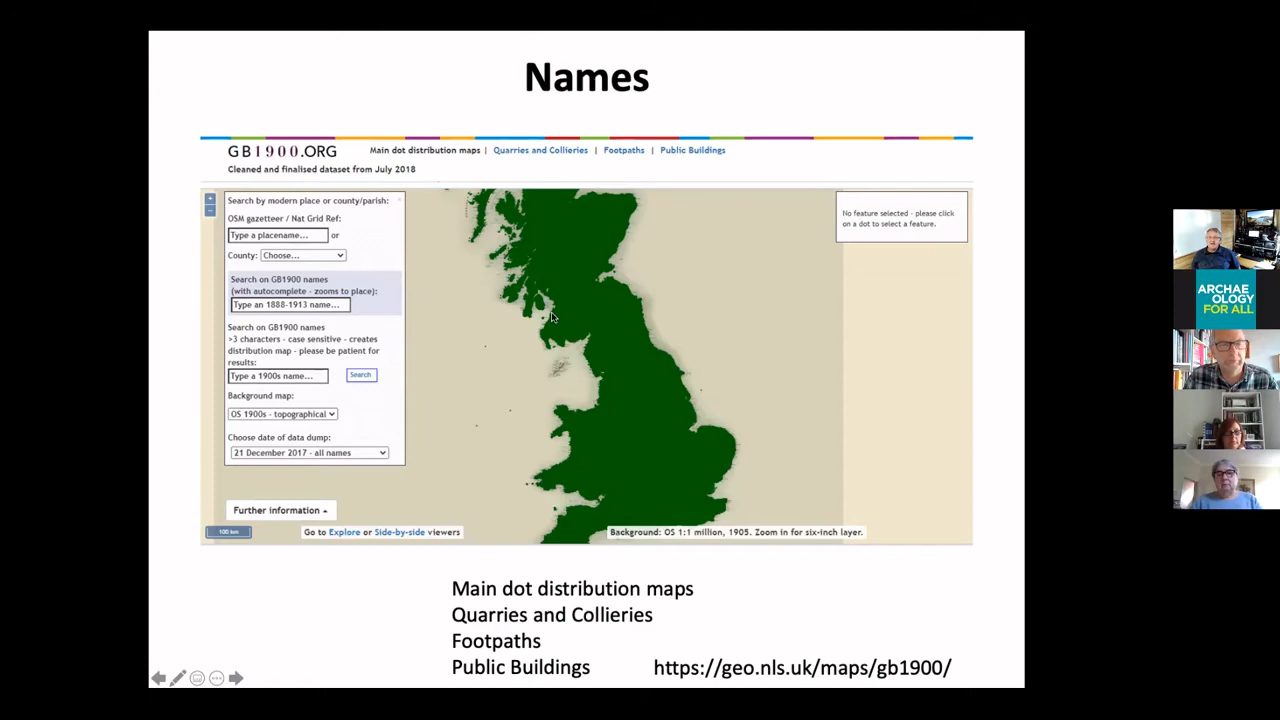 Names
GB1900.ORG
Main dot distribution maps | Quarries and Collieries | Footpaths | Public Buildings
Cleaned and finalised dataset from July 2018
Search by modern place or county/parish:
OSM gazetteer / Nat Grid Ref:
Type a placename... or
County: Choose...
Search on GB1900 names
(with autocomplete - zooms to place):
Type an 1888-1913 name...
Search on GB1900 names
>3 characters - case sensitive - creates
distribution map - please be patient for
results:
Type a 1900s name... Search
Background map:
OS 1900s - topographical
Choose date of data dump:
21 December 2017 - all names
Further information
No feature selected - please click
on a dot to select a feature.
100 km
Go to Explore or Side-by-side viewers
Background: OS 1:1 million, 1905. Zoom in for six-inch layer.
Main dot distribution maps
Quarries and Collieries
Footpaths
Public Buildings
https://geo.nls.uk/maps/gb1900/
ARCHAE
OLOGY
FOR ALL